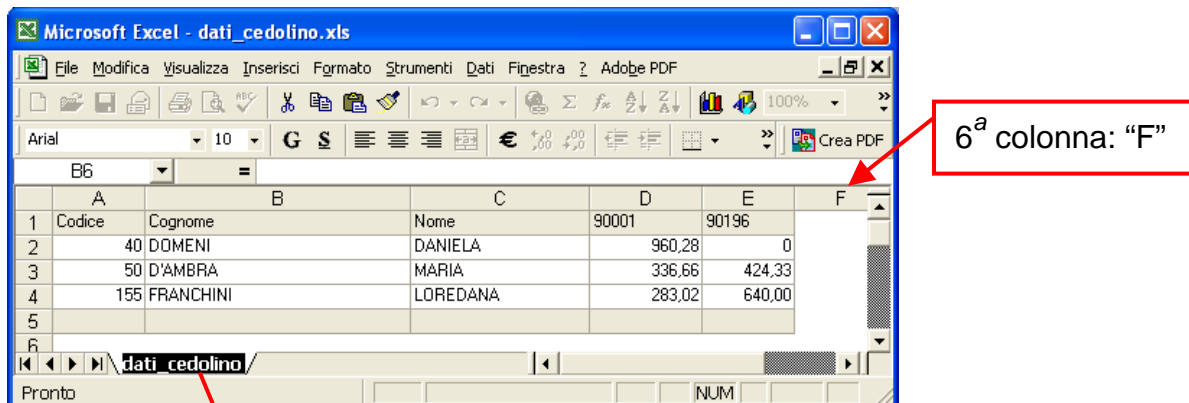 Microsoft Excel - dati_cedolino.xls
File Modifica Visualizza Inserisci Formato Strumenti Dati Finestra ? Adobe PDF
100%
Arial 10 G S € Crea PDF
6ª colonna: “F”
B6 =
A B C D E F
1 Codice Cognome Nome 90001 90196
2 40 DOMENI DANIELA 960,28 0
3 50 D'AMBRA MARIA 336,66 424,33
4 155 FRANCHINI LOREDANA 283,02 640,00
5
6
dati_cedolino
Pronto NUM